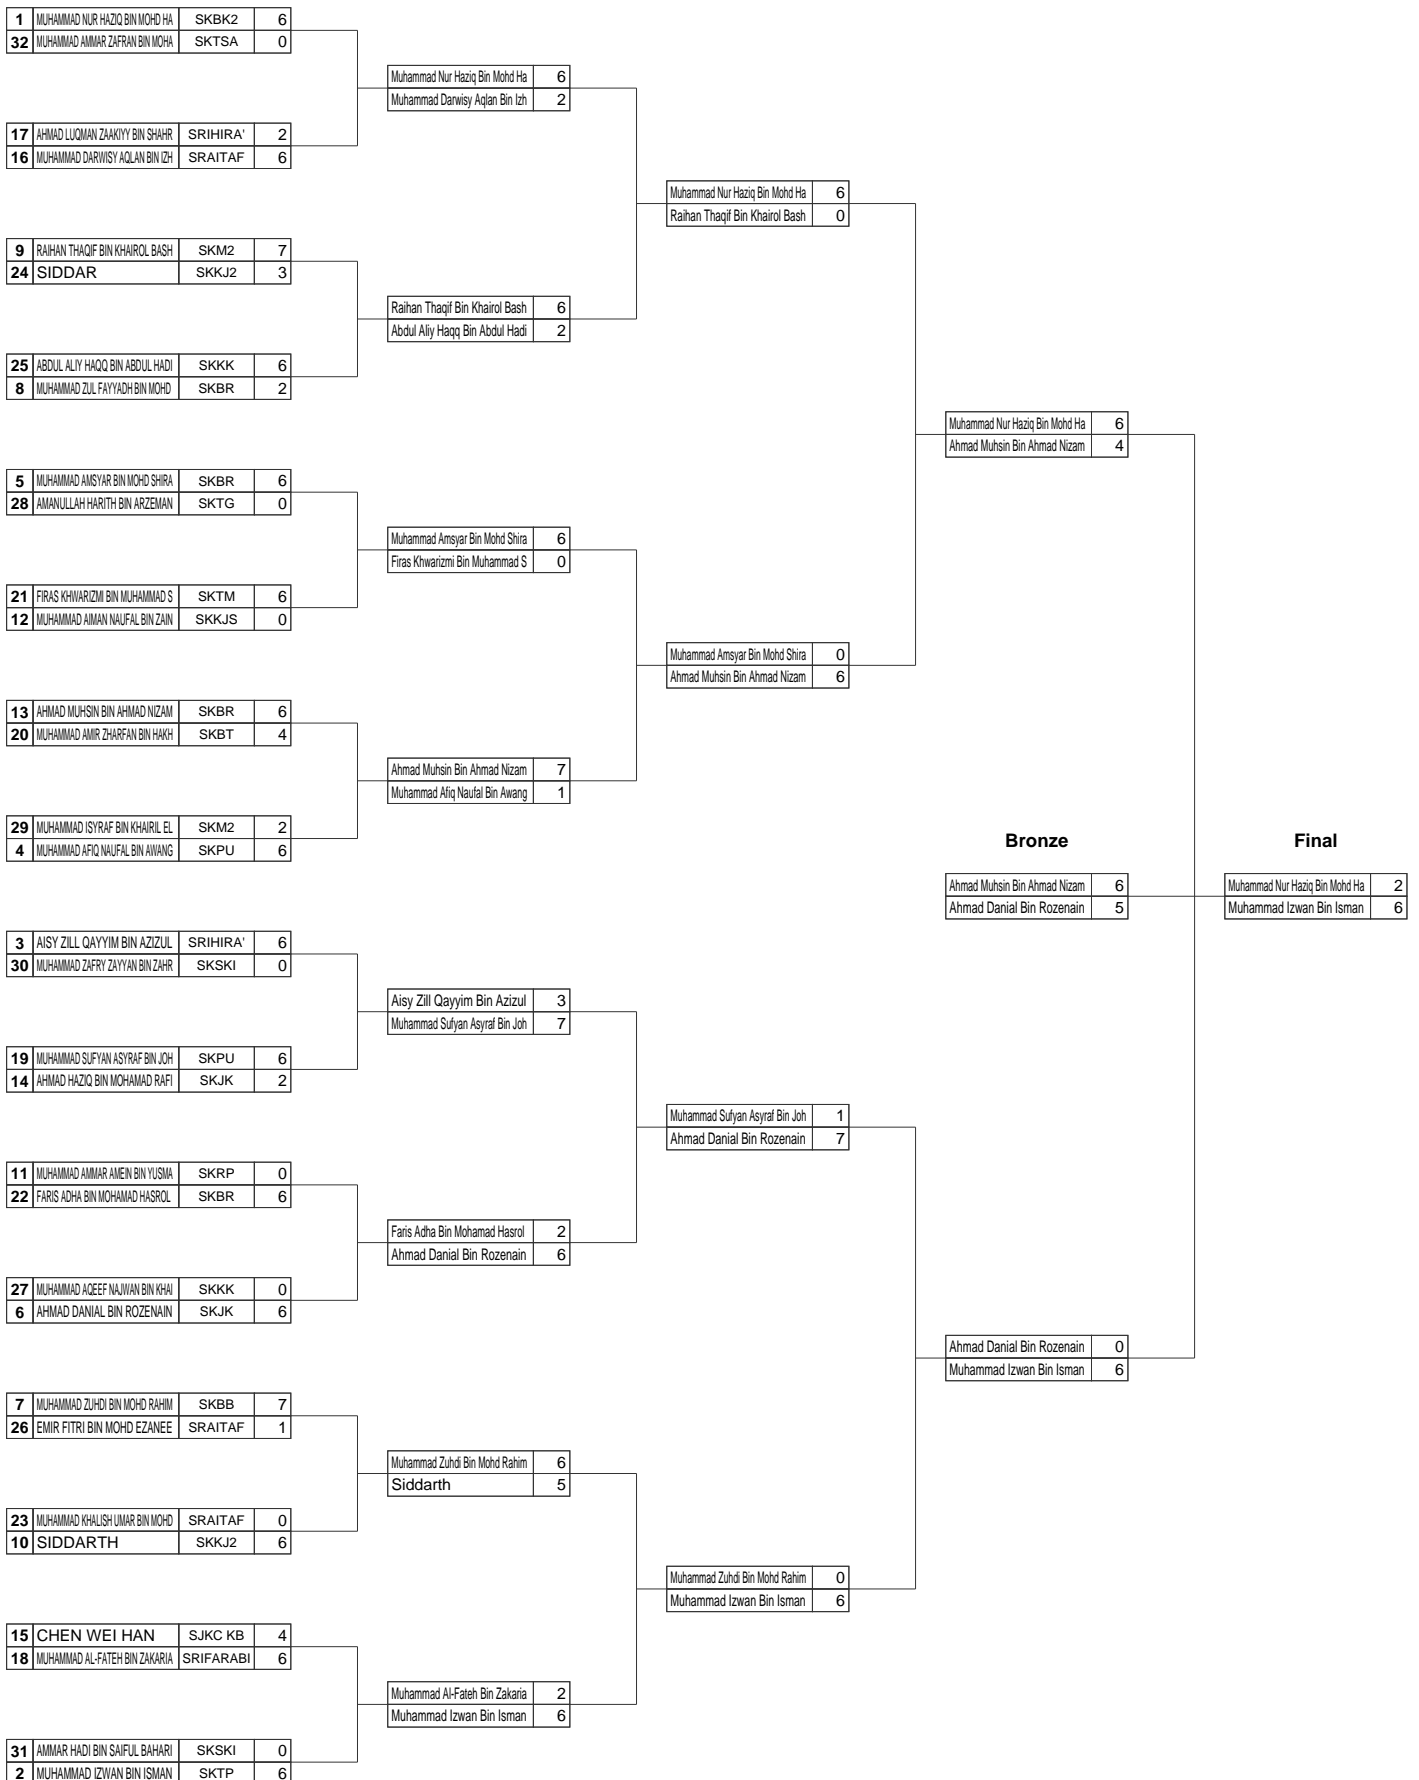 1 MUHAMMAD NUR HAZIQ BIN MOHD HA SKBK2 6
32 MUHAMMAD AMMAR ZAFRAN BIN MOHA SKTSA 0
Muhammad Nur Haziq Bin Mohd Ha 6
Muhammad Darwisy Aqlan Bin Izh 2
17 AHMAD LUQMAN ZAAKIYY BIN SHAHR SRIHIRA' 2
16 MUHAMMAD DARWISY AQLAN BIN IZH SRAITAF 6
Muhammad Nur Haziq Bin Mohd Ha 6
Raihan Thaqif Bin Khairol Bash 0
9 RAIHAN THAQIF BIN KHAIROL BASH SKM2 7
24 SIDDAR SKKJ2 3
Raihan Thaqif Bin Khairol Bash 6
Abdul Aliy Haqq Bin Abdul Hadi 2
25 ABDUL ALIY HAQQ BIN ABDUL HADI SKKK 6
8 MUHAMMAD ZUL FAYYADH BIN MOHD SKBR 2
Muhammad Nur Haziq Bin Mohd Ha 6
Ahmad Muhsin Bin Ahmad Nizam 4
5 MUHAMMAD AMSYAR BIN MOHD SHIRA SKBR 6
28 AMANULLAH HARITH BIN ARZEMAN SKTG 0
Muhammad Amsyar Bin Mohd Shira 6
Firas Khwarizmi Bin Muhammad S 0
21 FIRAS KHWARIZMI BIN MUHAMMAD S SKTM 6
12 MUHAMMAD AIMAN NAUFAL BIN ZAIN SKKJS 0
Muhammad Amsyar Bin Mohd Shira 0
Ahmad Muhsin Bin Ahmad Nizam 6
13 AHMAD MUHSIN BIN AHMAD NIZAM SKBR 6
20 MUHAMMAD AMIR ZHARFAN BIN HAKH SKBT 4
Ahmad Muhsin Bin Ahmad Nizam 7
Muhammad Afiq Naufal Bin Awang 1
29 MUHAMMAD ISYRAF BIN KHAIRIL EL SKM2 2
4 MUHAMMAD AFIQ NAUFAL BIN AWANG SKPU 6
Bronze Final
Ahmad Muhsin Bin Ahmad Nizam 6 Muhammad Nur Haziq Bin Mohd Ha 2
Ahmad Danial Bin Rozenain 5 Muhammad Izwan Bin Isman 6
3 AISY ZILL QAYYIM BIN AZIZUL SRIHIRA' 6
30 MUHAMMAD ZAFRY ZAYYAN BIN ZAHR SKSKI 0
Aisy Zill Qayyim Bin Azizul 3
Muhammad Sufyan Asyraf Bin Joh 7
19 MUHAMMAD SUFYAN ASYRAF BIN JOH SKPU 6
14 AHMAD HAZIQ BIN MOHAMAD RAFI SKJK 2
Muhammad Sufyan Asyraf Bin Joh 1
Ahmad Danial Bin Rozenain 7
11 MUHAMMAD AMMAR AMEIN BIN YUSMA SKRP 0
22 FARIS ADHA BIN MOHAMAD HASROL SKBR 6
Faris Adha Bin Mohamad Hasrol 2
Ahmad Danial Bin Rozenain 6
27 MUHAMMAD AQEEF NAJWAN BIN KHAI SKKK 0
6 AHMAD DANIAL BIN ROZENAIN SKJK 6
Ahmad Danial Bin Rozenain 0
Muhammad Izwan Bin Isman 6
7 MUHAMMAD ZUHDI BIN MOHD RAHIM SKBB 7
26 EMIR FITRI BIN MOHD EZANEE SRAITAF 1
Muhammad Zuhdi Bin Mohd Rahim 6
Siddarth 5
23 MUHAMMAD KHALISH UMAR BIN MOHD SRAITAF 0
10 SIDDARTH SKKJ2 6
Muhammad Zuhdi Bin Mohd Rahim 0
Muhammad Izwan Bin Isman 6
15 CHEN WEI HAN SJKC KB 4
18 MUHAMMAD AL-FATEH BIN ZAKARIA SRIFARABI 6
Muhammad Al-Fateh Bin Zakaria 2
Muhammad Izwan Bin Isman 6
31 AMMAR HADI BIN SAIFUL BAHARI SKSKI 0
2 MUHAMMAD IZWAN BIN ISMAN SKTP 6